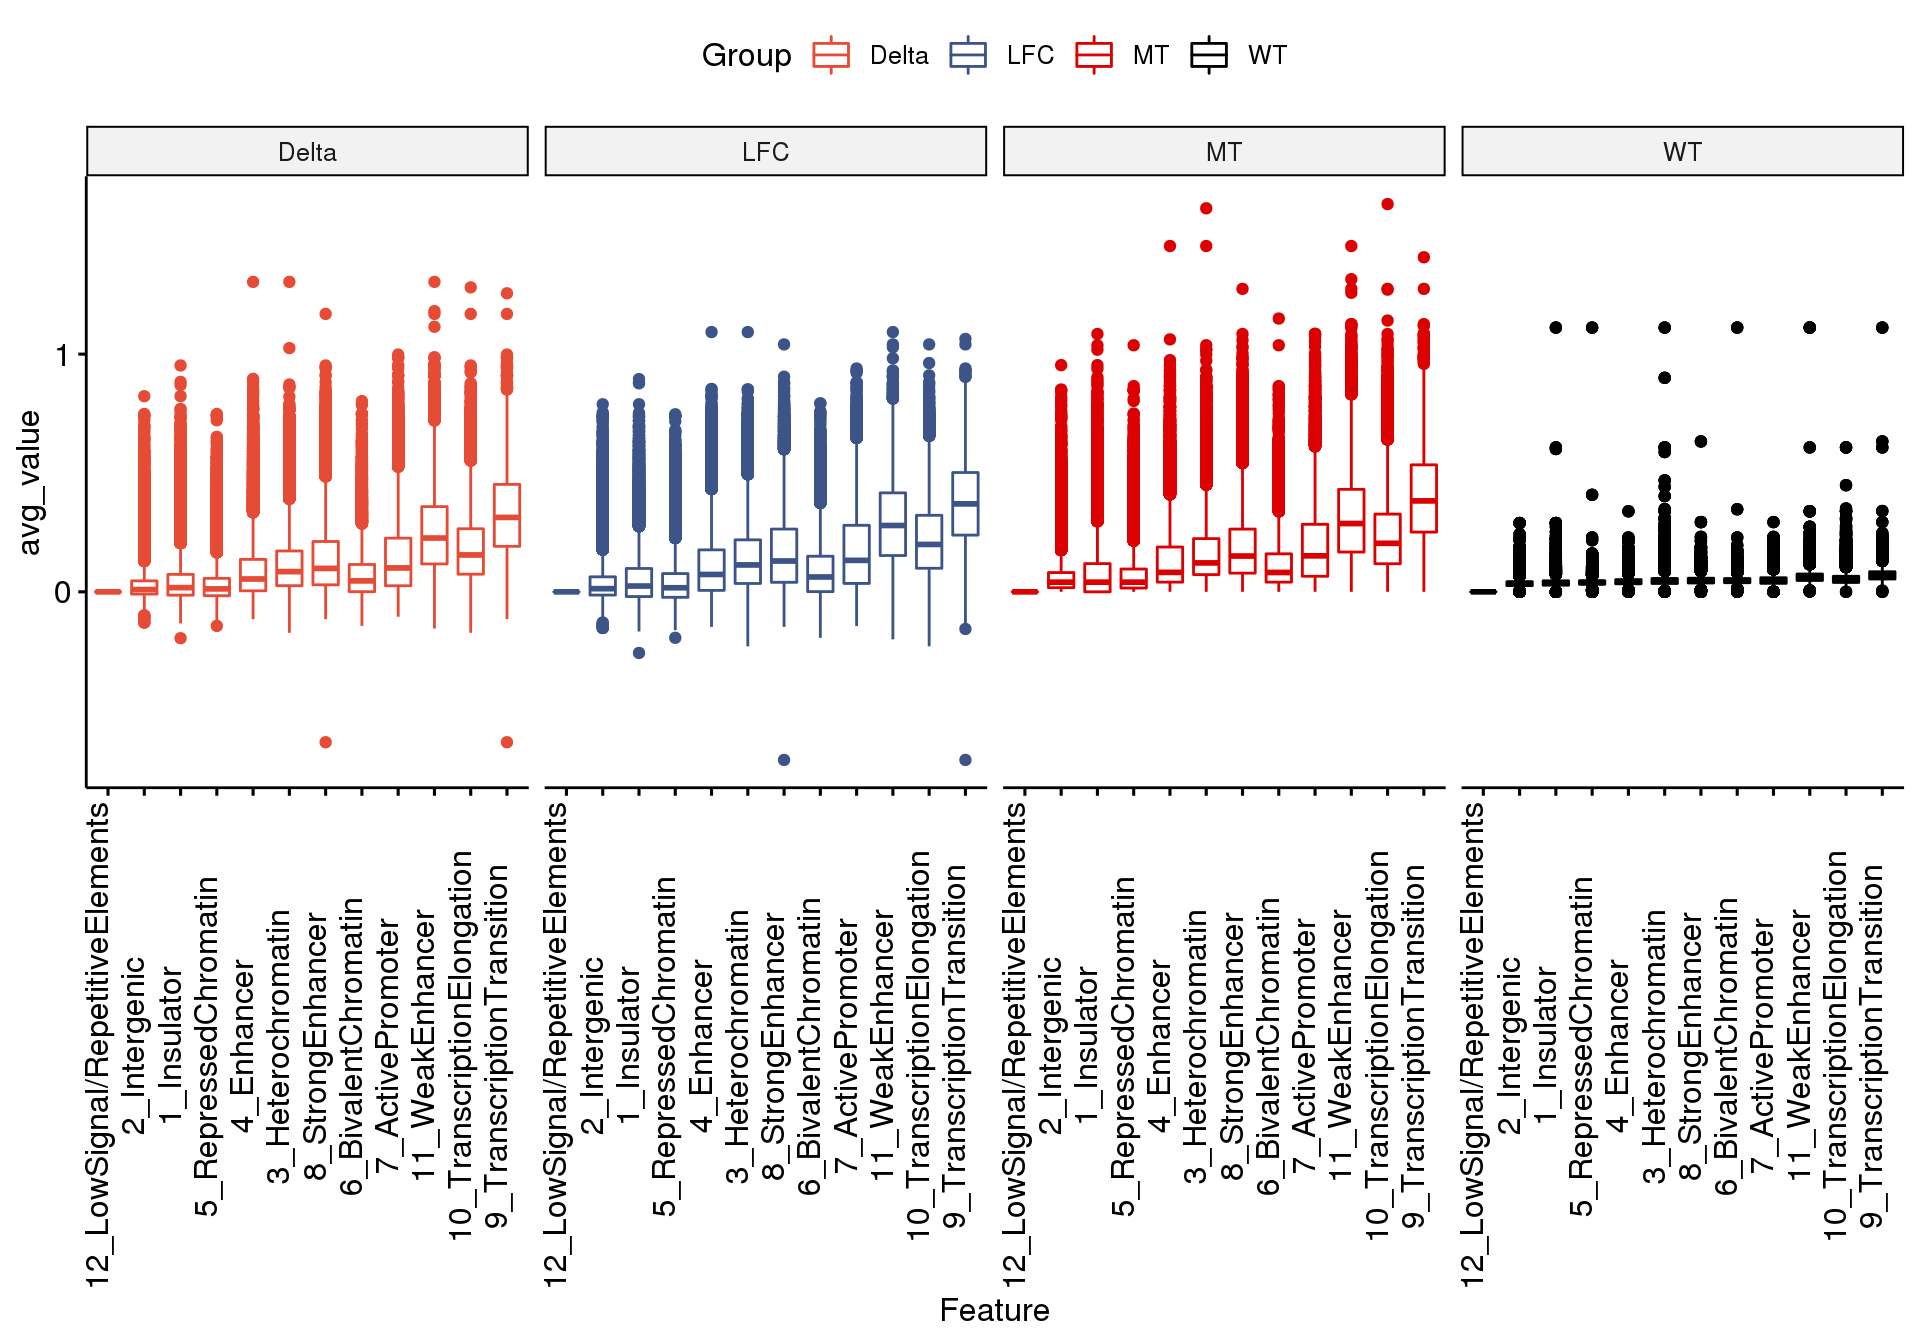 Group Delta LFC MT WT
Delta LFC MT WT
avg_value
1
0
12_LowSignal/RepetitiveElements
2_Intergenic
1_Insulator
5_RepressedChromatin
4_Enhancer
3_Heterochromatin
8_StrongEnhancer
6_BivalentChromatin
7_ActivePromoter
11_WeakEnhancer
10_TranscriptionElongation
9_TranscriptionTransition
12_LowSignal/RepetitiveElements
2_Intergenic
1_Insulator
5_RepressedChromatin
4_Enhancer
3_Heterochromatin
8_StrongEnhancer
6_BivalentChromatin
7_ActivePromoter
11_WeakEnhancer
10_TranscriptionElongation
9_TranscriptionTransition
12_LowSignal/RepetitiveElements
2_Intergenic
1_Insulator
5_RepressedChromatin
4_Enhancer
3_Heterochromatin
8_StrongEnhancer
6_BivalentChromatin
7_ActivePromoter
11_WeakEnhancer
10_TranscriptionElongation
9_TranscriptionTransition
12_LowSignal/RepetitiveElements
2_Intergenic
1_Insulator
5_RepressedChromatin
4_Enhancer
3_Heterochromatin
8_StrongEnhancer
6_BivalentChromatin
7_ActivePromoter
11_WeakEnhancer
10_TranscriptionElongation
9_TranscriptionTransition
Feature